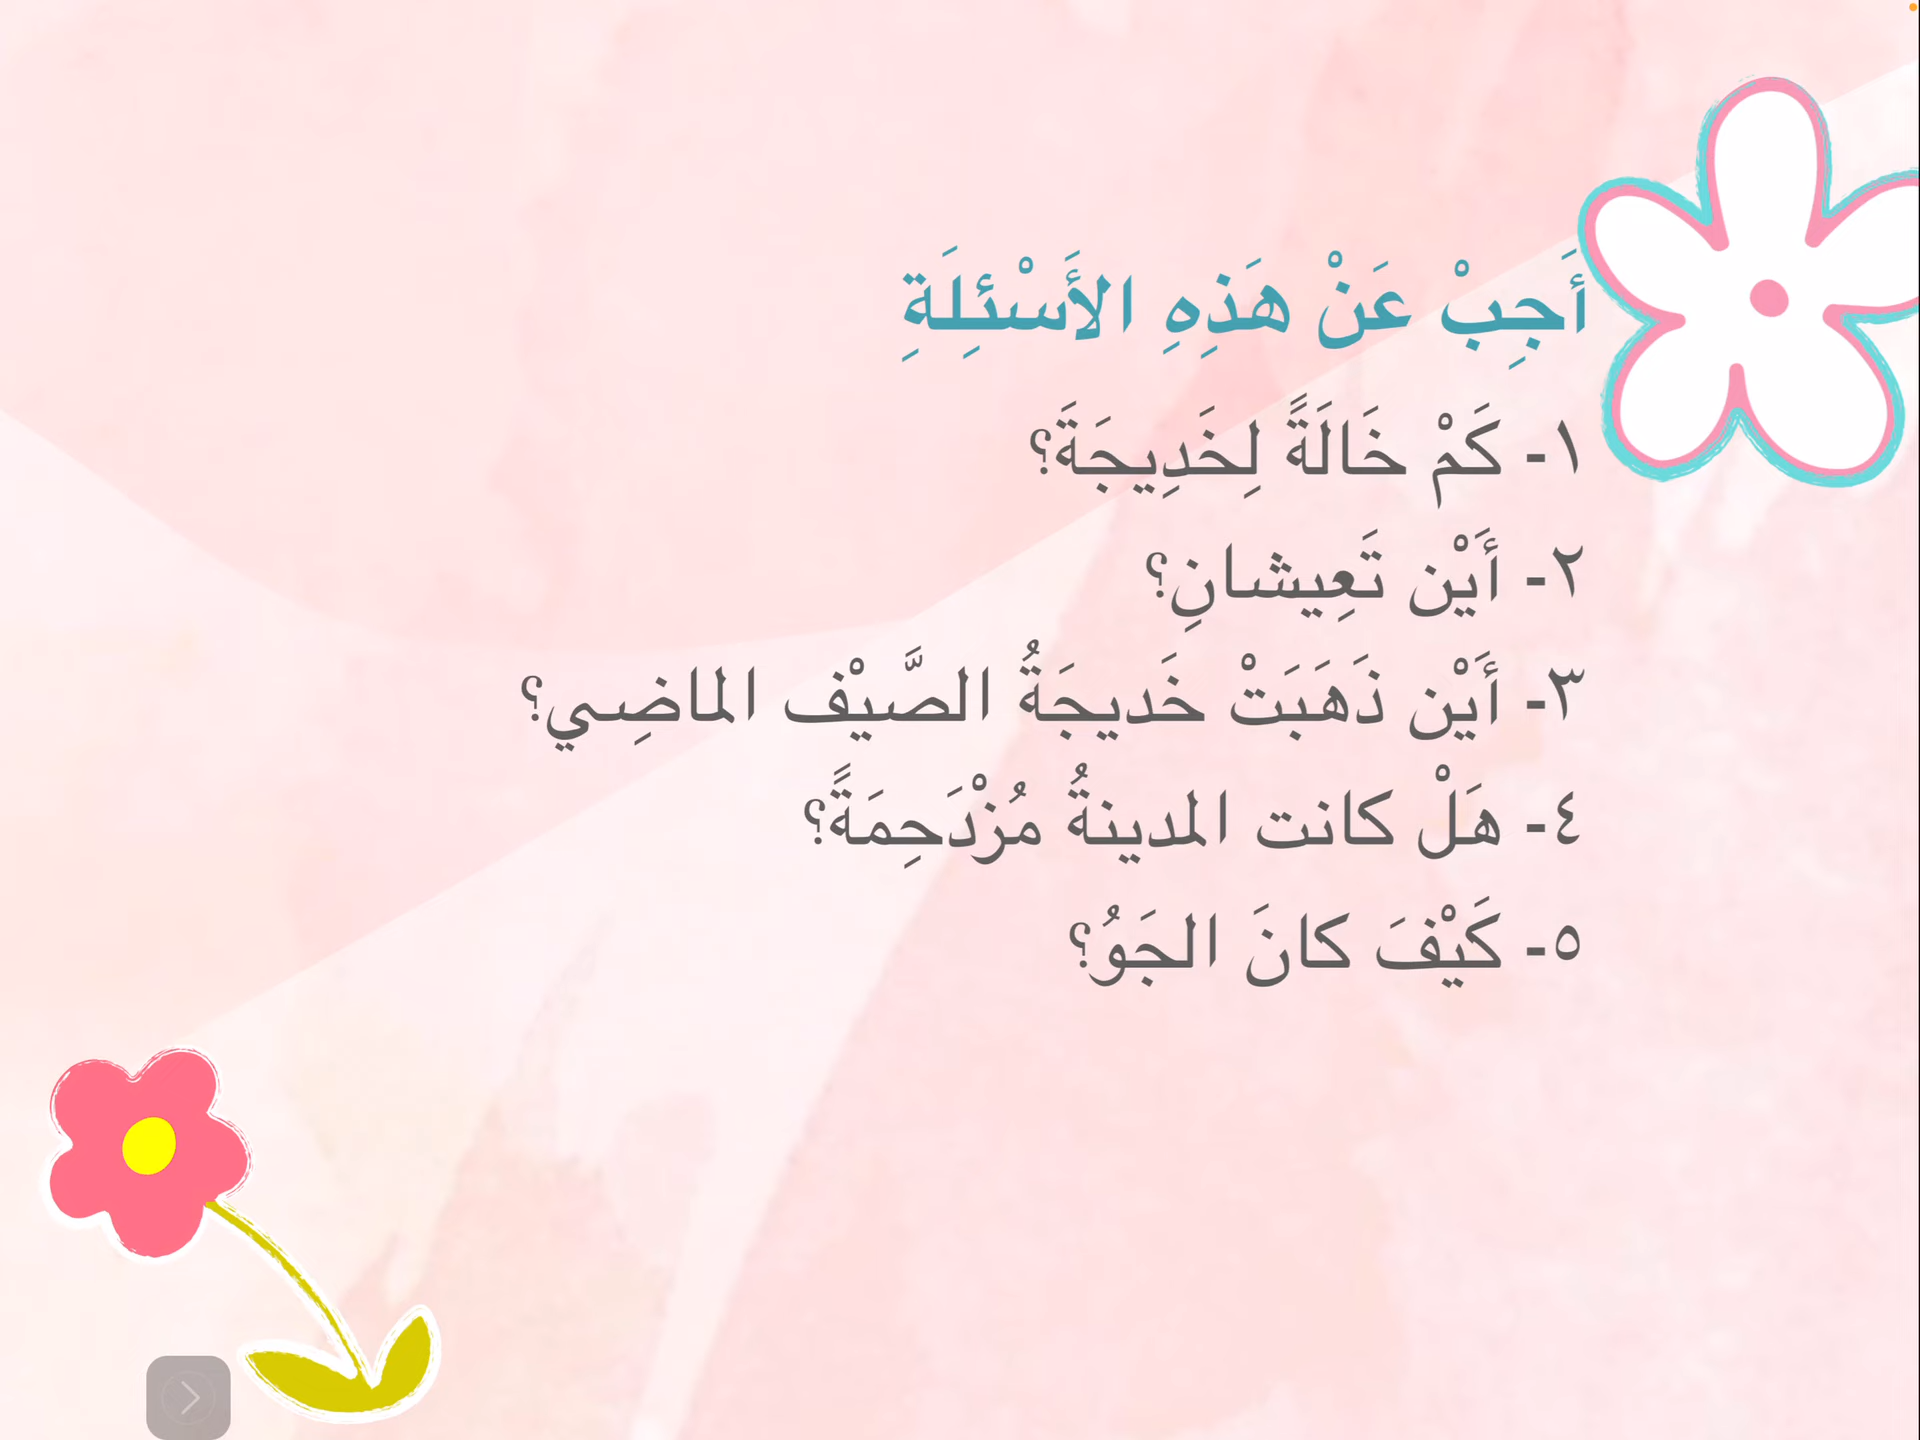 أَجِبْ عَنْ هَذِهِ الأَسْئِلَةِ
١- كَمْ خَالَةً لِخَدِيجَةَ؟
٢- أَيْن تَعِيشانِ؟
٣- أَيْن ذَهَبَتْ خَديجَةُ الصَّيْف الماضِي؟
٤- هَلْ كانت المدينةُ مُزْدَحِمَةً؟
٥- كَيْفَ كانَ الجَوُ؟